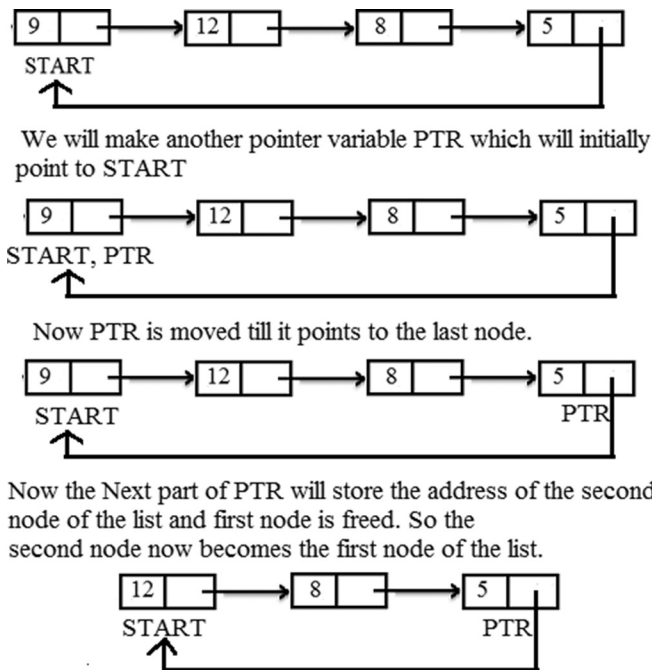 9 12 8 5
START
We will make another pointer variable PTR which will initially
point to START
9 12 8 5
START, PTR
Now PTR is moved till it points to the last node.
9 12 8 5
START PTR
Now the Next part of PTR will store the address of the second
node of the list and first node is freed. So the
second node now becomes the first node of the list.
12 8 5
START PTR